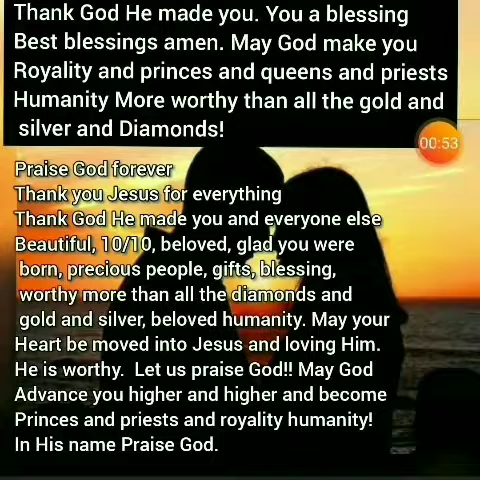 Thank God He made you. You a blessing
Best blessings amen. May God make you
Royality and princes and queens and priests
Humanity More worthy than all the gold and
silver and Diamonds!
00:53
Praise God forever
Thank you Jesus for everything
Thank God He made you and everyone else
Beautiful, 10/10, beloved, glad you were
born, precious people, gifts, blessing,
worthy more than all the diamonds and
gold and silver, beloved humanity. May your
Heart be moved into Jesus and loving Him.
He is worthy. Let us praise God!! May God
Advance you higher and higher and become
Princes and priests and royality humanity!
In His name Praise God.